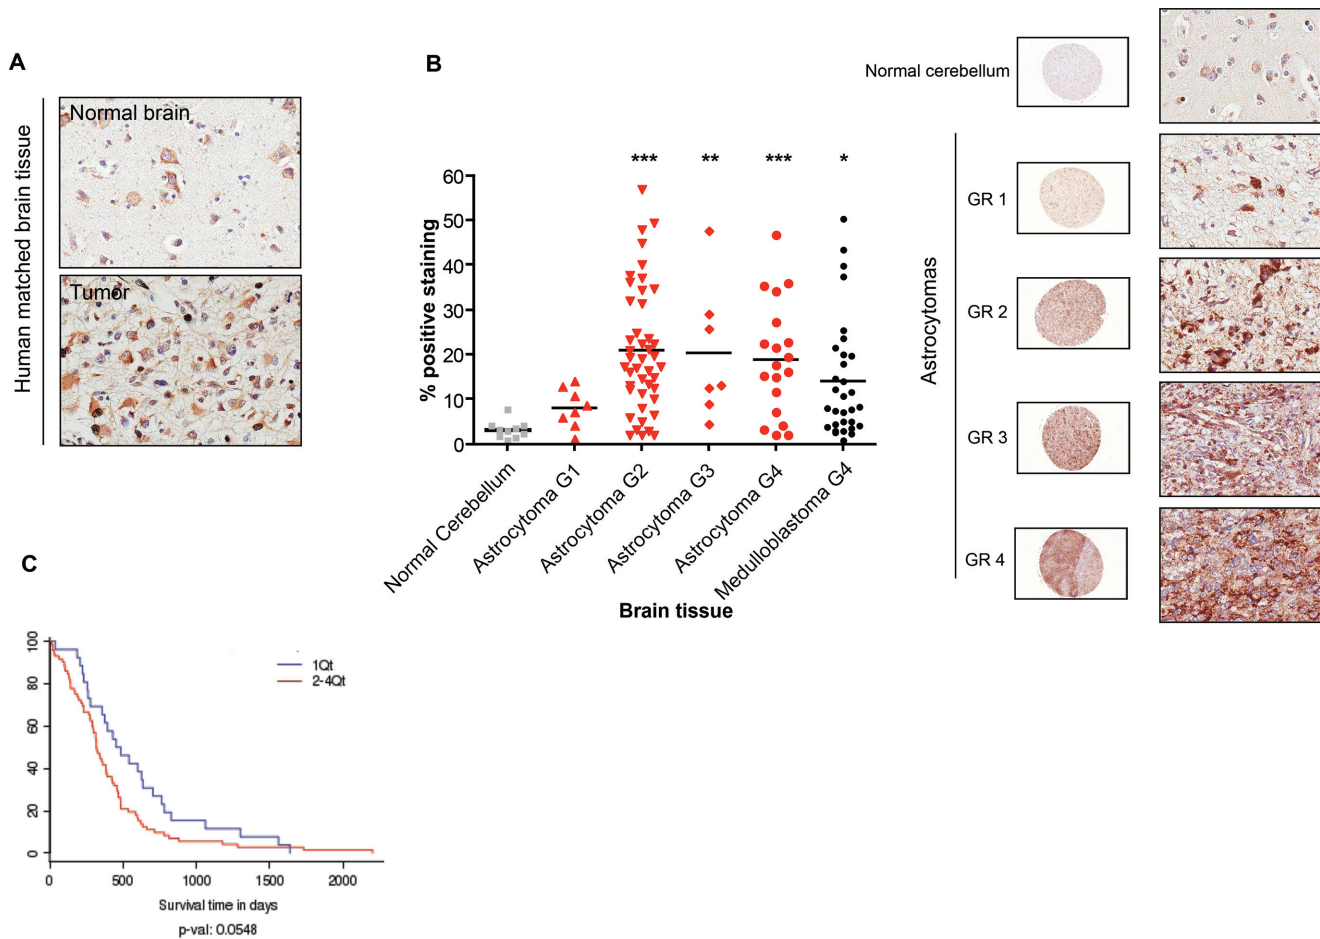 A
Human matched brain tissue
Normal brain
Tumor
B
% positive staining
60
50
40
30
20
10
0
***
**
***
*
Normal Cerebellum
Astrocytoma G1
Astrocytoma G2
Astrocytoma G3
Astrocytoma G4
Medulloblastoma G4
Brain tissue
Normal cerebellum
Astrocytomas
GR 1
GR 2
GR 3
GR 4
C
100
80
60
40
20
0
1Qt
2-4Qt
0
500
1000
1500
2000
Survival time in days
p-val: 0.0548